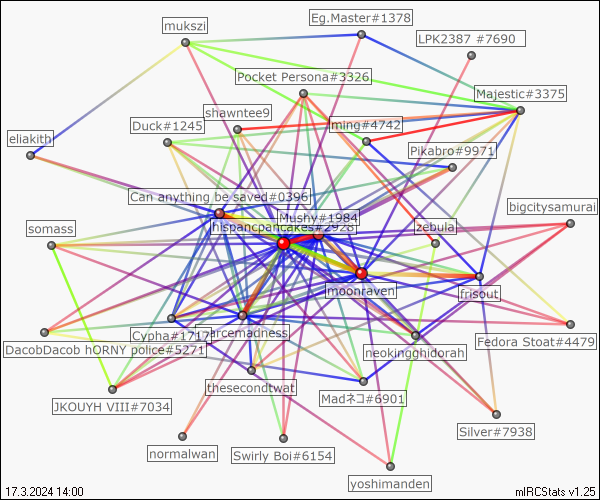 Eg.Master#1378
mukszi
LPK2387 #7690
Pocket Persona#3326
Majestic#3375
shawntee9
Duck#1245
ming#4742
eliakith
Pikabro#9971
Can anything be saved#0396
bigcitysamurai
Mushy#1984
hispancpancakes#2928
somass
zebula
moonraven
frisout
Cypha#1717
arcemadness
Fedora Stoat#4479
DacobDacob hORNY police#5271
neokingghidorah
thesecondtwat
Madネコ#6901
JKOUYH VIII#7034
Silver#7938
normalwan
Swirly Boi#6154
yoshimanden
17.3.2024 14:00
mIRCStats v1.25